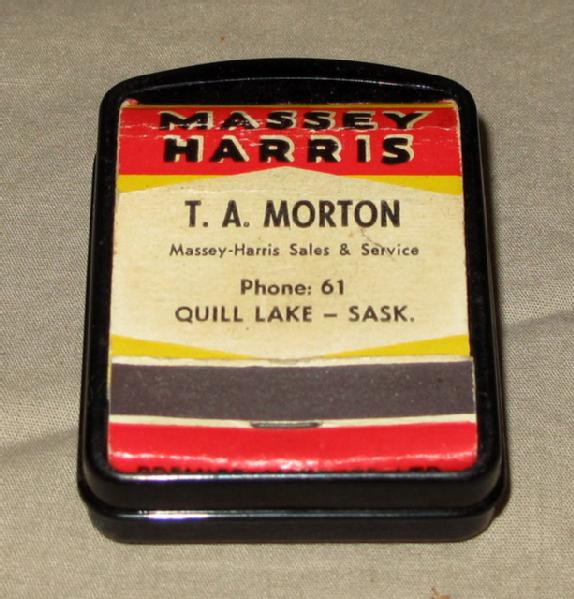 MASSEY
HARRIS
T. A. MORTON
Massey-Harris Sales & Service
Phone: 61
QUILL LAKE – SASK.